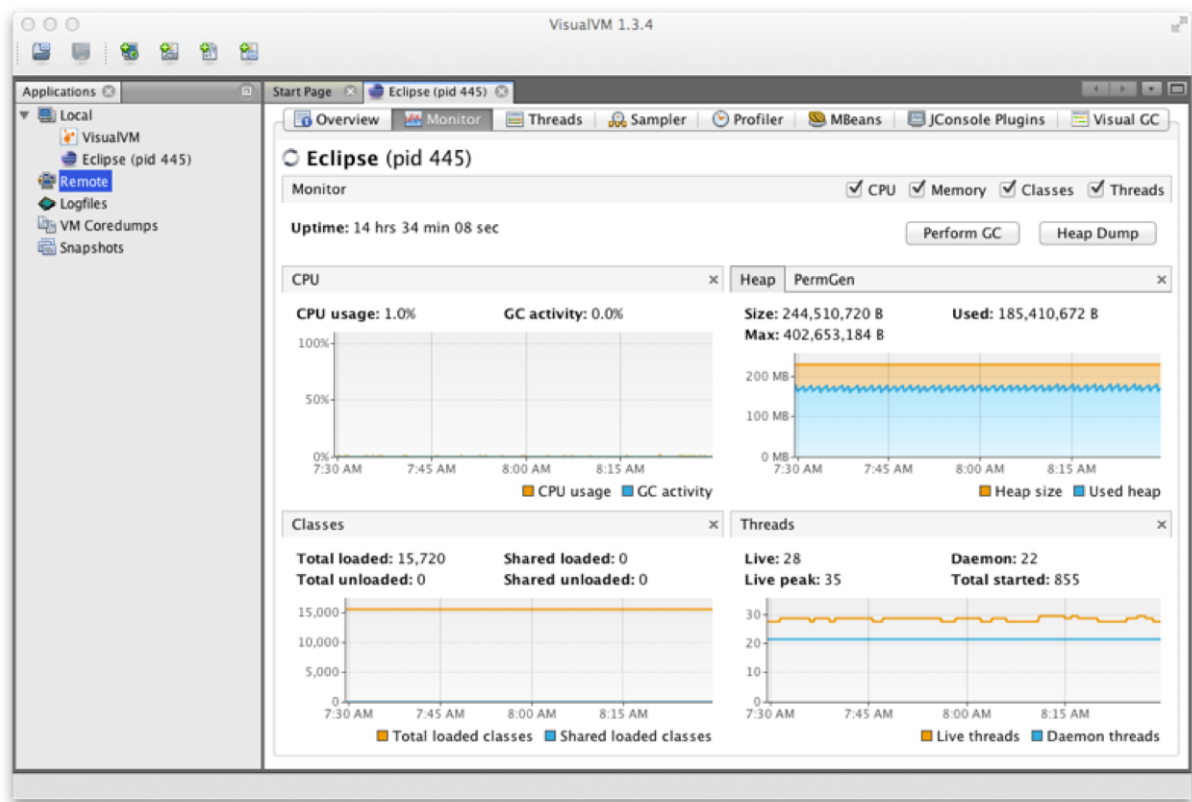 VisualVM 1.3.4
Applications
Start Page
Eclipse (pid 445)
Local
VisualVM
Eclipse (pid 445)
Remote
Logfiles
VM Coredumps
Snapshots
Overview Monitor Threads Sampler Profiler MBeans JConsole Plugins Visual GC
Eclipse (pid 445)
Monitor
CPU Memory Classes Threads
Uptime: 14 hrs 34 min 08 sec
Perform GC Heap Dump
CPU
CPU usage: 1.0% GC activity: 0.0%
100%
50%
0%
7:30 AM 7:45 AM 8:00 AM 8:15 AM
CPU usage GC activity
Heap PermGen
Size: 244,510,720 B Used: 185,410,672 B
Max: 402,653,184 B
200 MB
100 MB
0 MB
7:30 AM 7:45 AM 8:00 AM 8:15 AM
Heap size Used heap
Classes
Total loaded: 15,720 Shared loaded: 0
Total unloaded: 0 Shared unloaded: 0
15,000
10,000
5,000
0
7:30 AM 7:45 AM 8:00 AM 8:15 AM
Total loaded classes Shared loaded classes
Threads
Live: 28 Daemon: 22
Live peak: 35 Total started: 855
30
20
10
0
7:30 AM 7:45 AM 8:00 AM 8:15 AM
Live threads Daemon threads